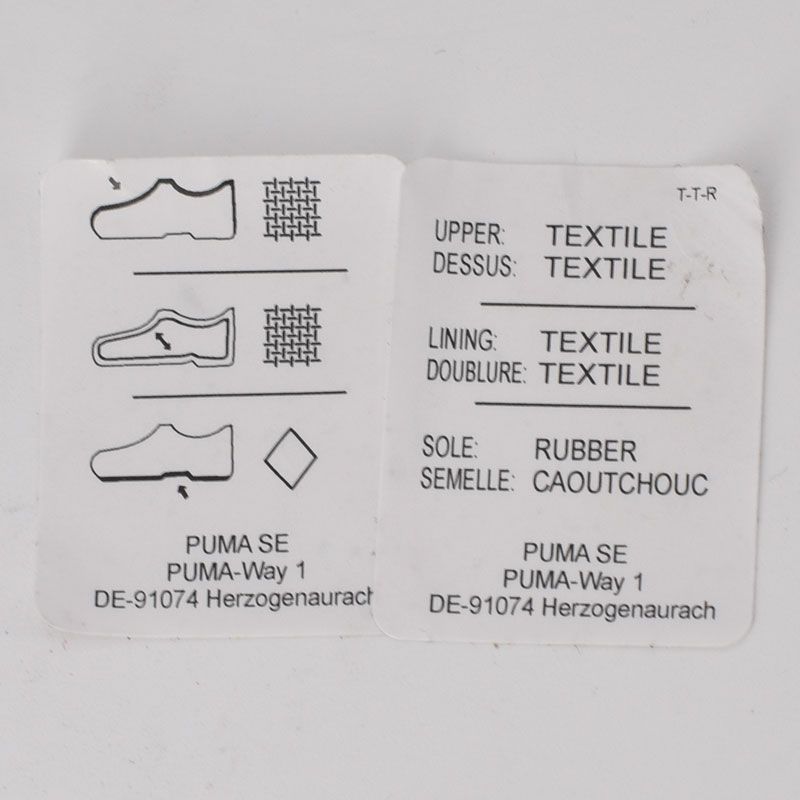 PUMA SE
PUMA-Way 1
DE-91074 Herzogenaurach
T-T-R
UPPER: TEXTILE
DESSUS: TEXTILE
LINING: TEXTILE
DOUBLURE: TEXTILE
SOLE: RUBBER
SEMELLE: CAOUTCHOUC
PUMA SE
PUMA-Way 1
DE-91074 Herzogenaurach